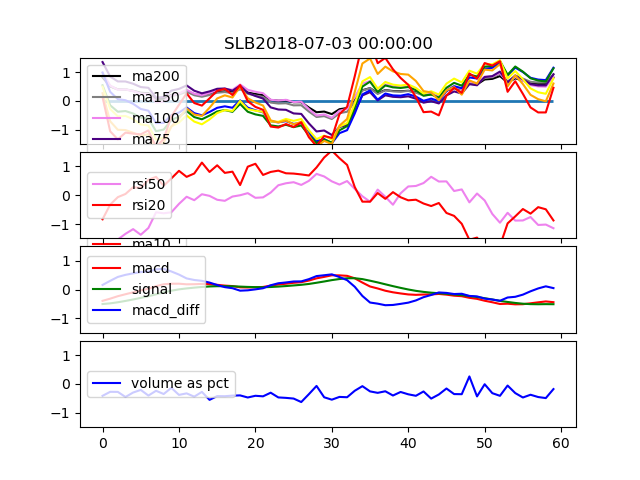 SLB2018-07-03 00:00:00
1
0
−1
ma200
ma150
ma100
ma75
1
0
−1
rsi50
rsi20
ma10
1
0
−1
macd
signal
macd_diff
1
0
−1
volume as pct
0 10 20 30 40 50 60